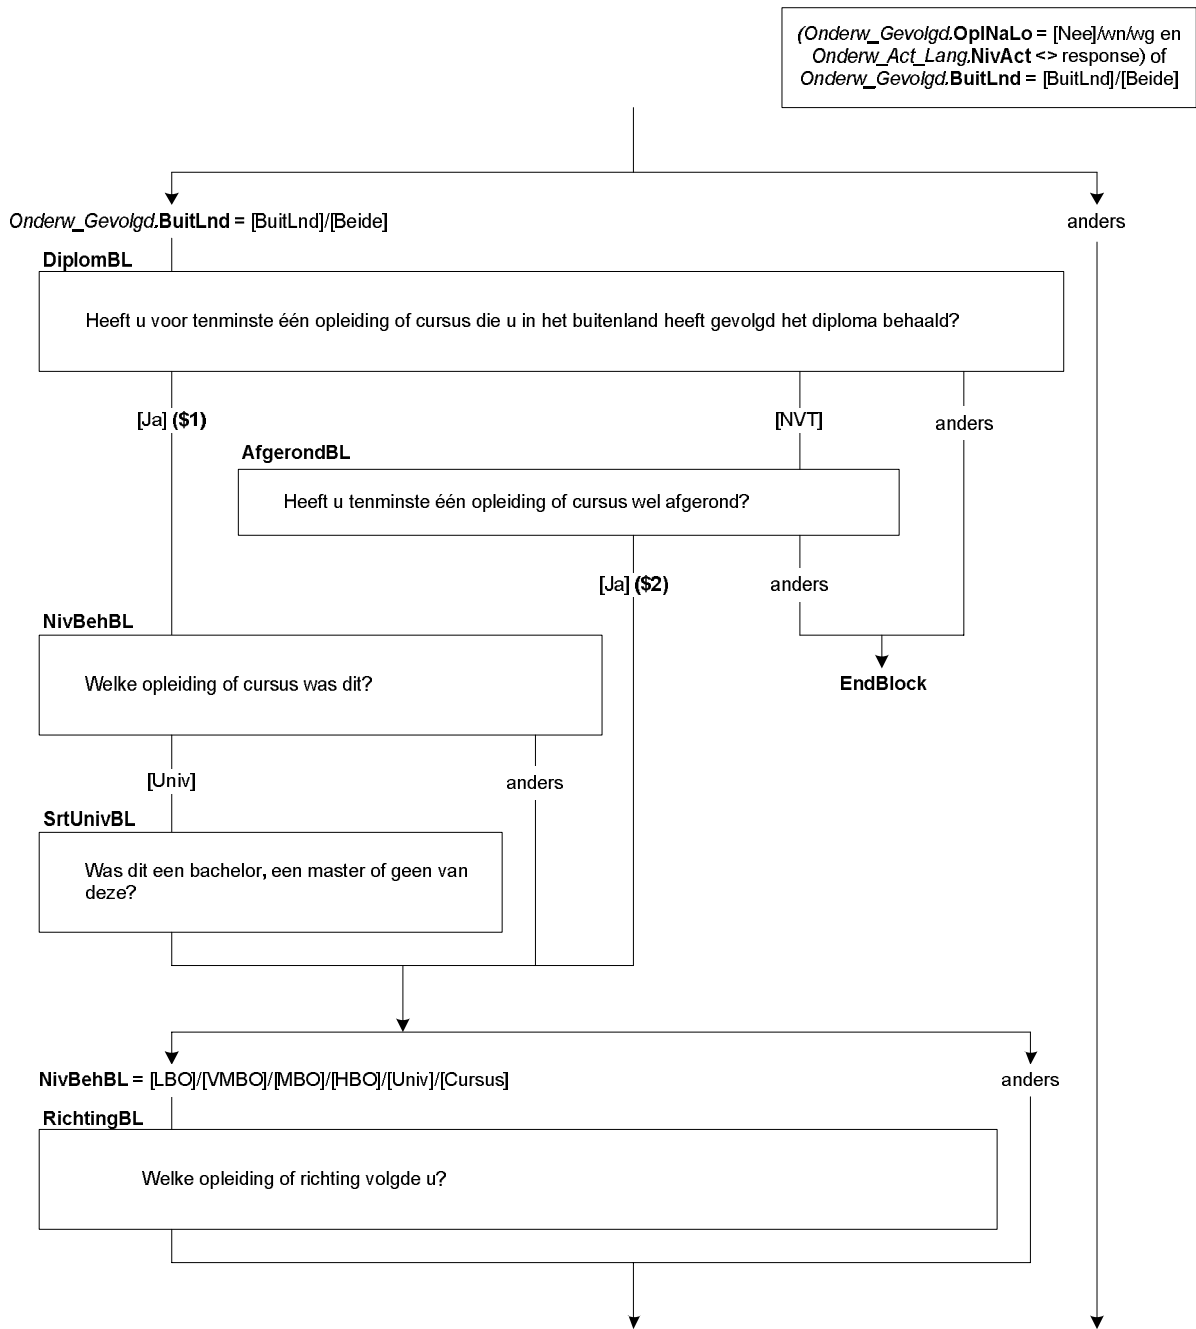 (Onderw_Gevolgd.OplNaLo = [Nee]/wn/wg en
Onderw_Act_Lang.NivAct <> response) of
Onderw_Gevolgd.BuitLnd = [BuitLnd]/[Beide]
Onderw_Gevolgd.BuitLnd = [BuitLnd]/[Beide]
anders
DiplomBL
Heeft u voor tenminste één opleiding of cursus die u in het buitenland heeft gevolgd het diploma behaald?
[Ja] ($1)
[NVT]
anders
AfgerondBL
Heeft u tenminste één opleiding of cursus wel afgerond?
[Ja] ($2)
anders
NivBehBL
Welke opleiding of cursus was dit?
EndBlock
[Univ]
anders
SrtUnivBL
Was dit een bachelor, een master of geen van
deze?
NivBehBL = [LBO]/[VMBO]/[MBO]/[HBO]/[Univ]/[Cursus]
anders
RichtingBL
Welke opleiding of richting volgde u?